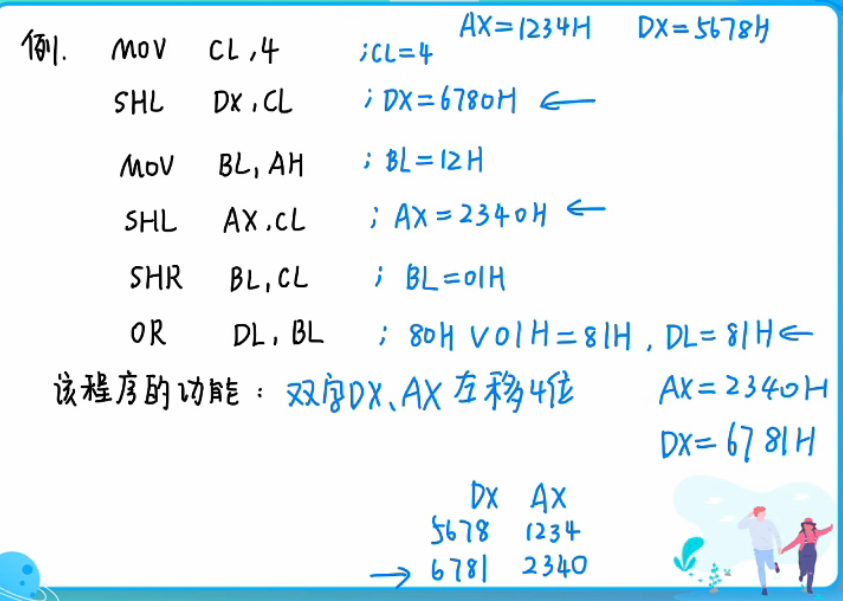 AX=1234H DX=5678H
例. MOV CL,4 ;CL=4
SHL DX,CL ;DX=6780H ←
MOV BL,AH ;BL=12H
SHL AX,CL ;AX=2340H ←
SHR BL,CL ;BL=01H
OR DL,BL ;80H∨01H=81H,DL=81H←
该程序的功能:双字DX、AX左移4位 AX=2340H
DX=6781H
DX AX
5678 1234
→ 6781 2340